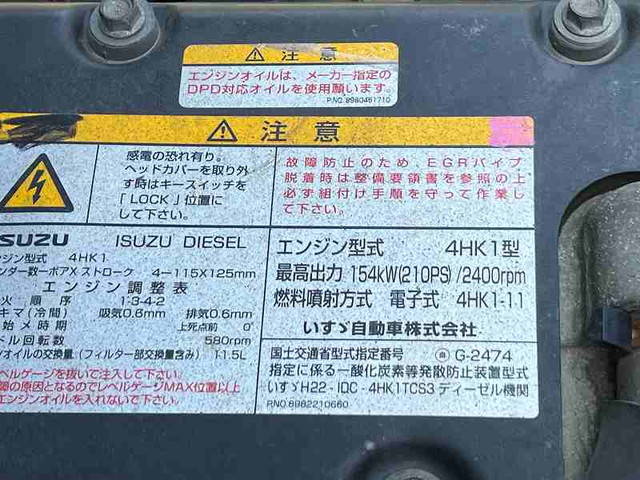 注意
エンジンオイルは、メーカー指定の
DPD対応オイルを使用願います。
P.NO.8980461710
注意
感電の恐れ有り。
ヘッドカバーを取り外
す時はキースイッチを
「LOCK」位置に
して下さい。
故障防止のため、EGRパイプ
脱着時は整備要領書を参照の上
必ず組付け手順を守って作業し
て下さい。
SUZU ISUZU DIESEL
ンジン型式 4HK1
ンダー数ーボアXストローク 4ー115X125mm
エンジン調整表
火順序 1-3-4-2
キマ(冷間) 吸気0.6mm 排気0.6mm
始メ時期 上死点前 0°
ドル回転数 580rpm
オイルの交換量(フィルター部交換量含み) 11.5L
ベルゲージを抜いで注入して下さい。
関の原因となるのでレベルゲージMAX位置以上
エンジンオイルを入れないで下さい。
エンジン型式 4HK1型
最高出力 154kW(210PS)/2400rpm
燃料噴射方式 電子式 4HK1-11
いすゞ自動車株式会社
国土交通省型式指定番号 G-2474
指定に係る一酸化炭素等発散防止装置型式
いすゞH22-IDC-4HK1TCS3 ディーゼル機関
P.NO.8982210660